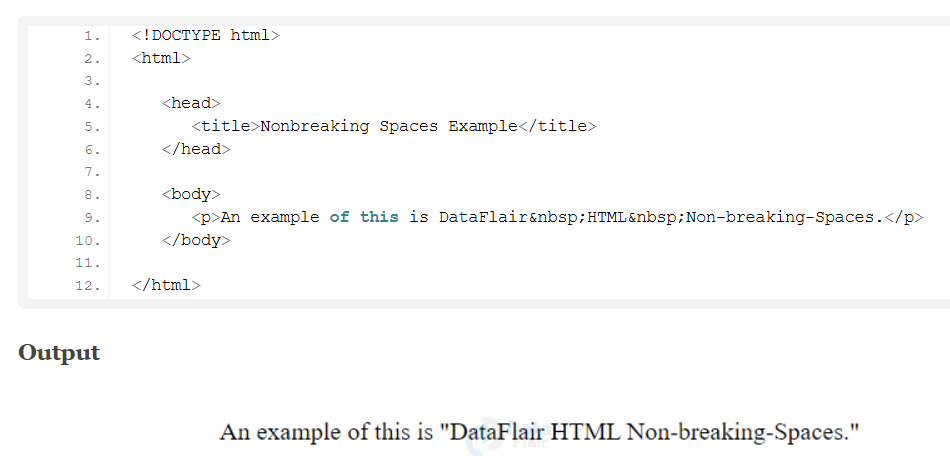 1. <!DOCTYPE html>
2. <html>
3.
4. <head>
5. <title>Nonbreaking Spaces Example</title>
6. </head>
7.
8. <body>
9. <p>An example of this is DataFlair&nbsp;HTML&nbsp;Non-breaking-Spaces.</p>
10. </body>
11.
12. </html>
Output
An example of this is "DataFlair HTML Non-breaking-Spaces."